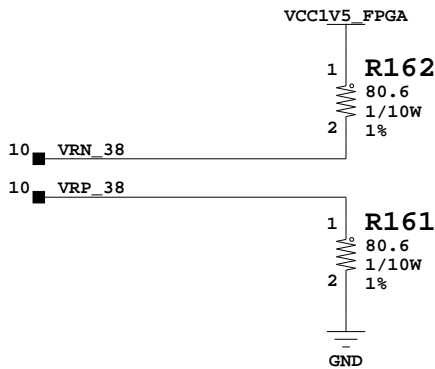 VCC1V5_FPGA
1 R162
80.6
1/10W
2 1%
10 VRN_38
10 VRP_38
1 R161
80.6
1/10W
2 1%
GND